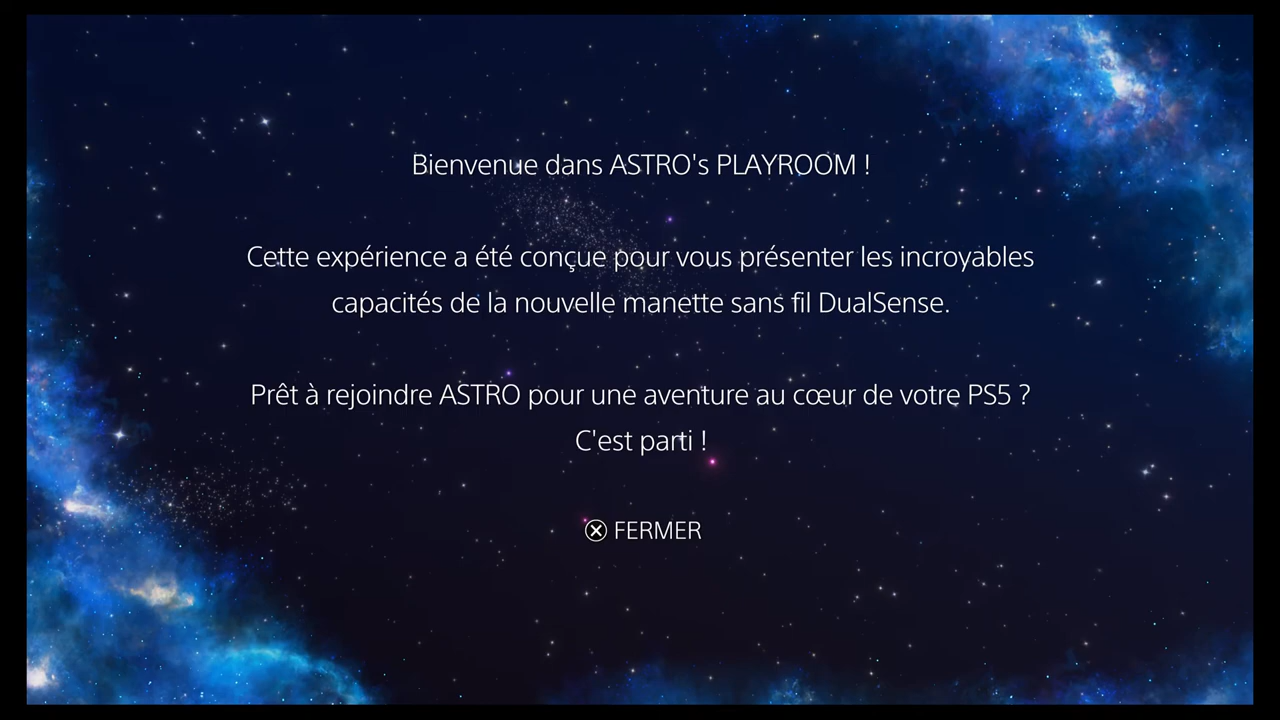 Bienvenue dans ASTRO's PLAYROOM !
Cette expérience a été conçue pour vous présenter les incroyables
capacités de la nouvelle manette sans fil DualSense.
Prêt à rejoindre ASTRO pour une aventure au cœur de votre PS5 ?
C'est parti !
FERMER